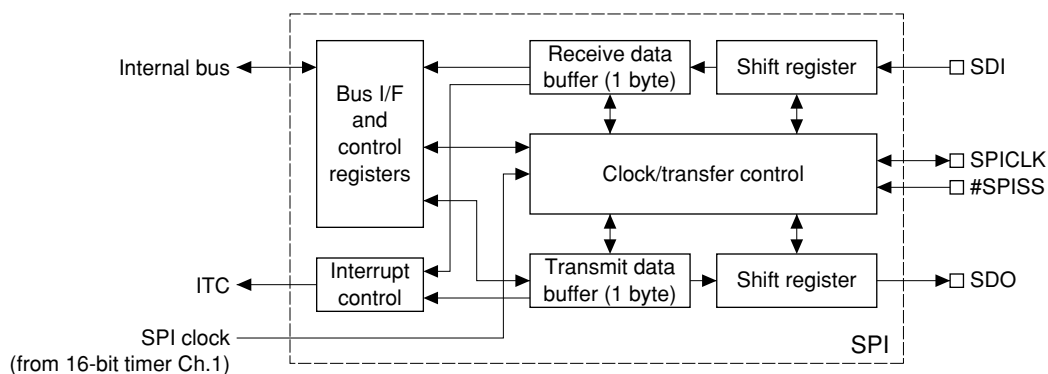 Internal bus
Bus I/F
and
control
registers
Receive data
buffer (1 byte)
Shift register
SDI
Clock/transfer control
SPICLK
#SPISS
ITC
Interrupt
control
Transmit data
buffer (1 byte)
Shift register
SDO
SPI clock
(from 16-bit timer Ch.1)
SPI